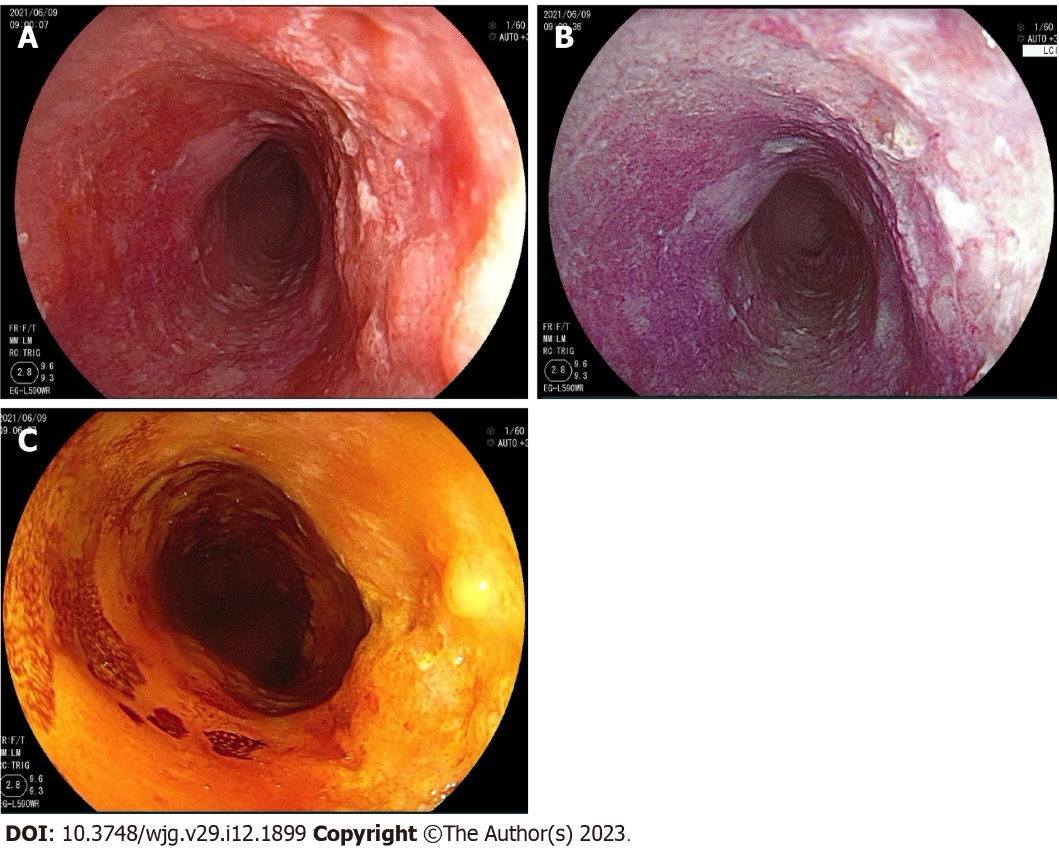 2021/06/09
09:00:07
A
1/60
AUTO +3
FR:F/T
MM:LM
RC:TRIG
2.8
9.6
9.3
EG-L590WR
2021/06/09
B
1/60
AUTO +3
LCI
FR:F/T
MM:LM
RC:TRIG
2.8
9.6
9.3
EG-L590WR
2021/06/09
C
1/60
AUTO +3
R:F/T
M:LM
C:TRIG
2.8
9.6
9.3
EG-L590WR
DOI: 10.3748/wjg.v29.i12.1899 Copyright ©The Author(s) 2023.